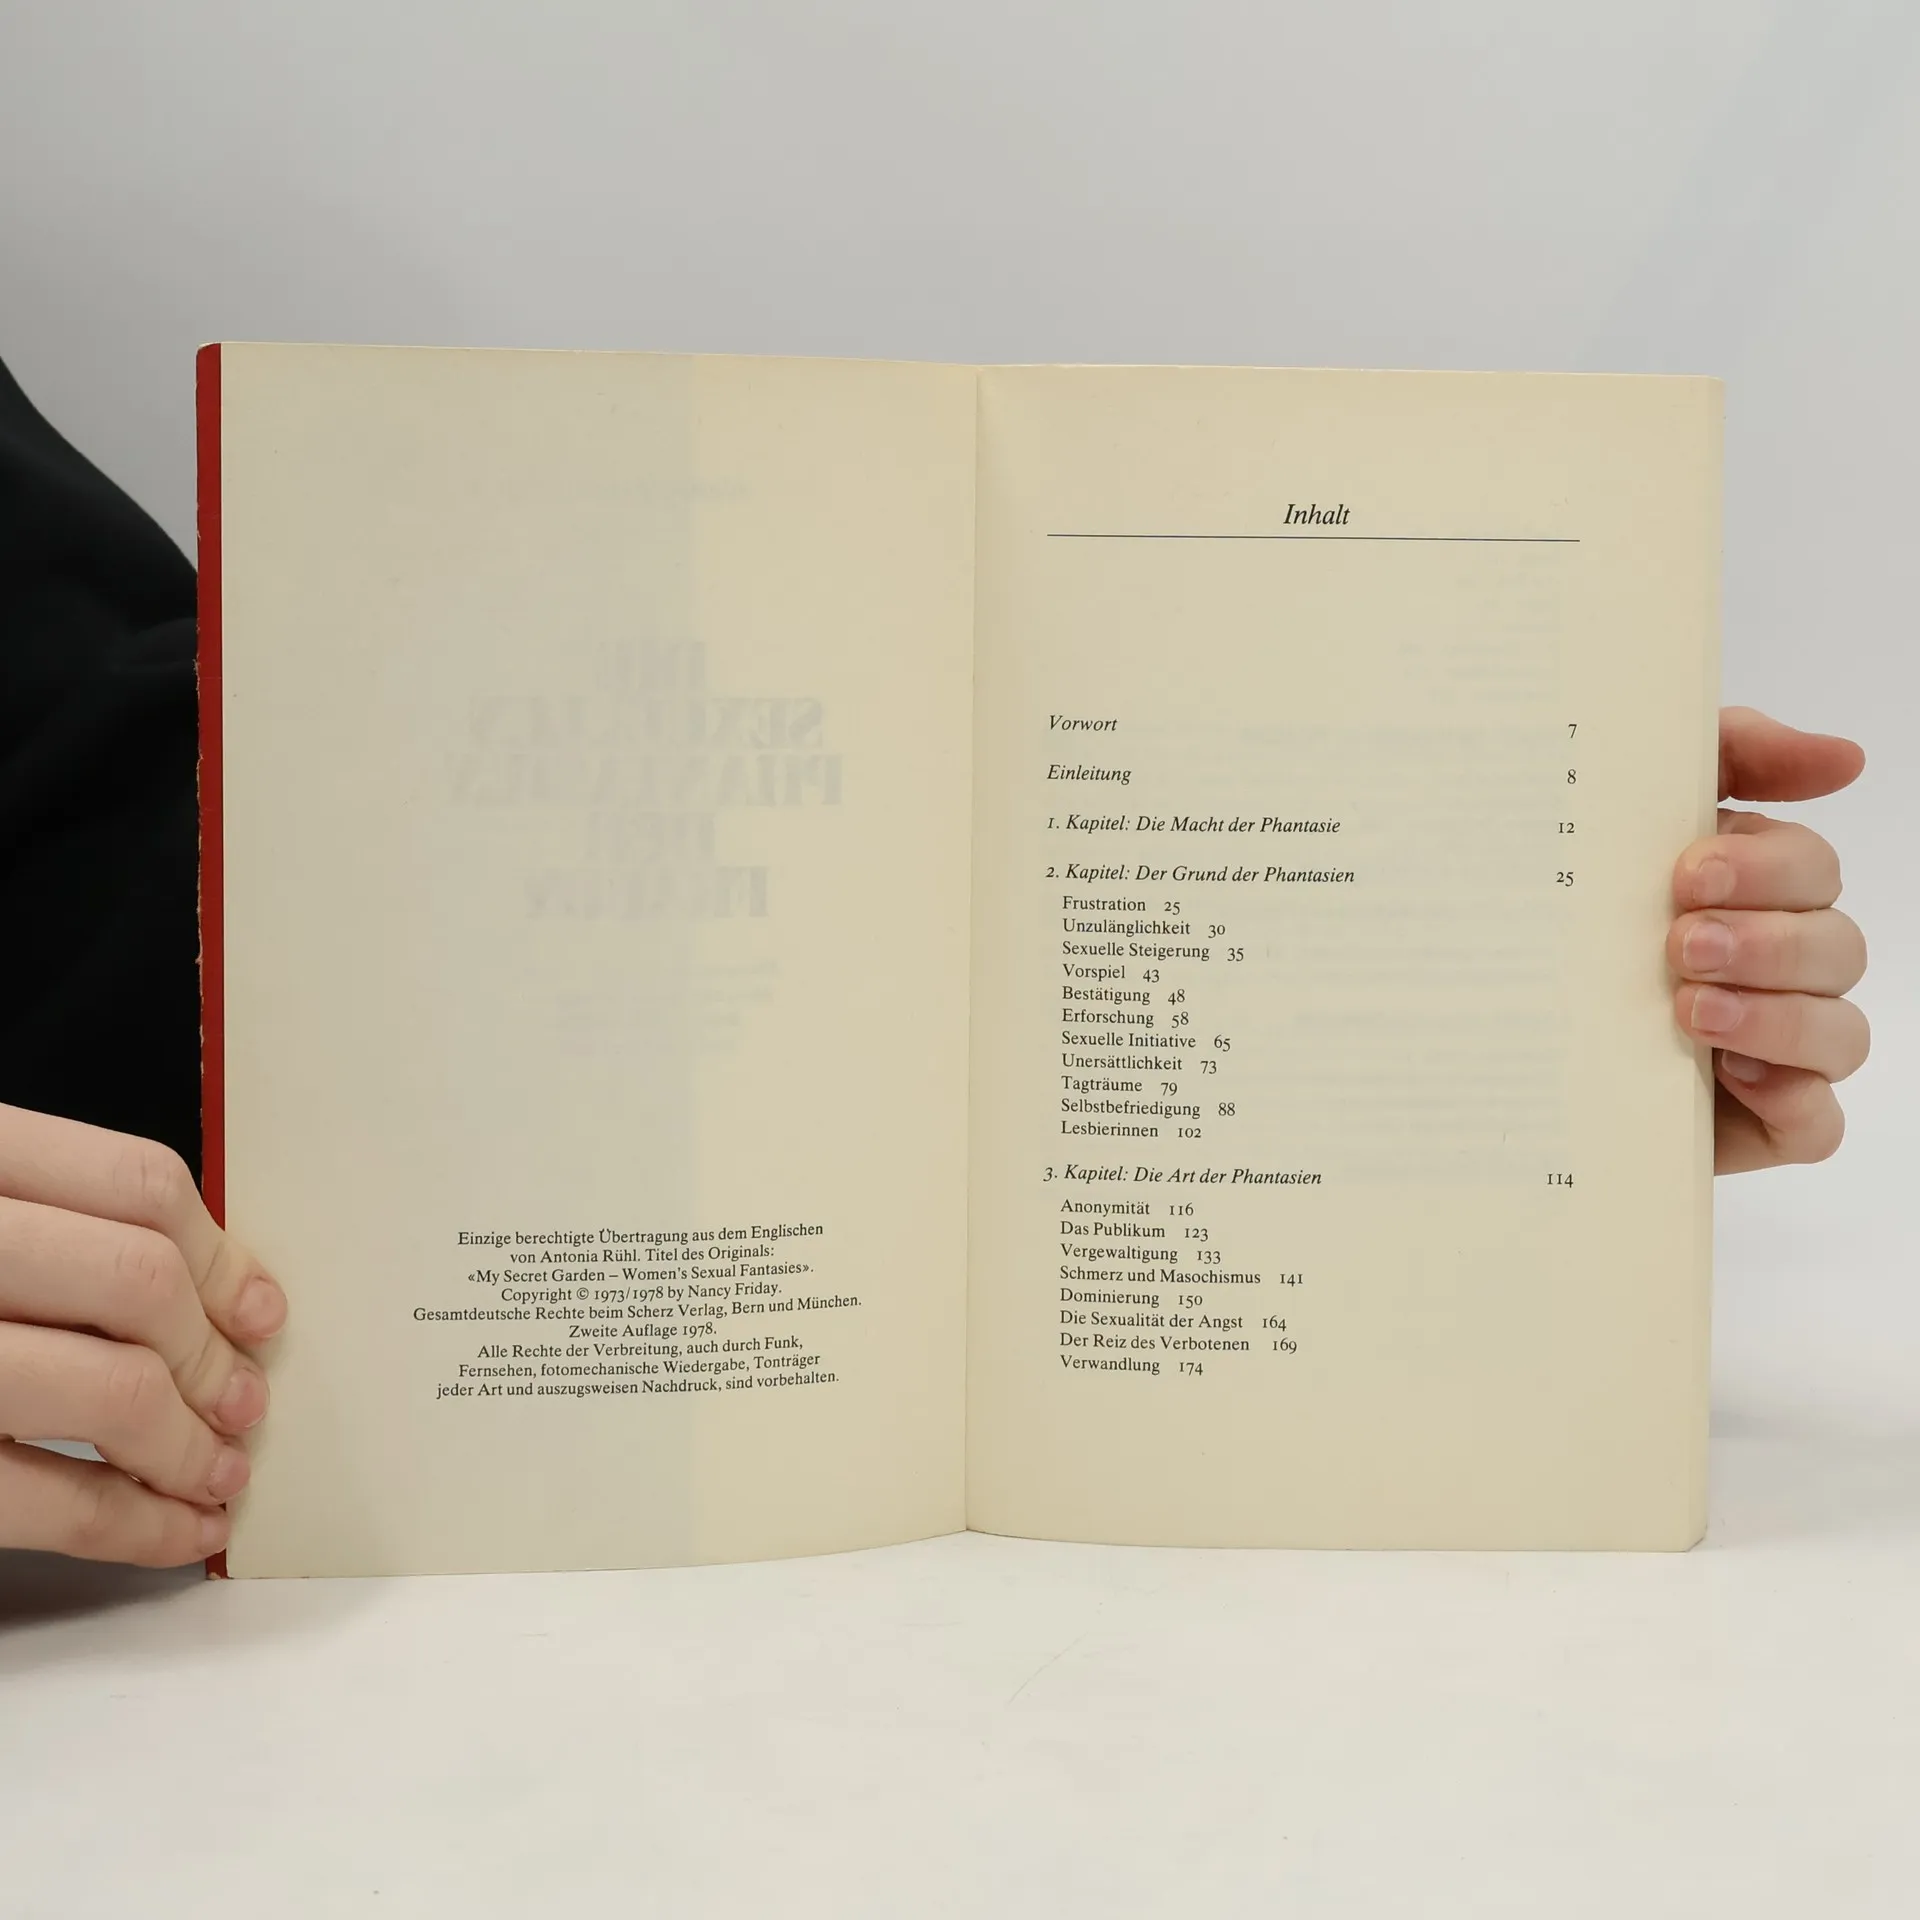 Einzige berechtigte Übertragung aus dem Englischen
von Antonia Rühl. Titel des Originals:
«My Secret Garden – Women's Sexual Fantasies».
Copyright © 1973/1978 by Nancy Friday.
Gesamtdeutsche Rechte beim Scherz Verlag, Bern und München.
Zweite Auflage 1978.
Alle Rechte der Verbreitung, auch durch Funk,
Fernsehen, fotomechanische Wiedergabe, Tonträger
jeder Art und auszugsweisen Nachdruck, sind vorbehalten.
Inhalt
Vorwort 7
Einleitung 8
1. Kapitel: Die Macht der Phantasie 12
2. Kapitel: Der Grund der Phantasien 25
Frustration 25
Unzulänglichkeit 30
Sexuelle Steigerung 35
Vorspiel 43
Bestätigung 48
Erforschung 58
Sexuelle Initiative 65
Unersättlichkeit 73
Tagträume 79
Selbstbefriedigung 88
Lesbierinnen 102
3. Kapitel: Die Art der Phantasien 114
Anonymität 116
Das Publikum 123
Vergewaltigung 133
Schmerz und Masochismus 141
Dominierung 150
Die Sexualität der Angst 164
Der Reiz des Verbotenen 169
Verwandlung 174